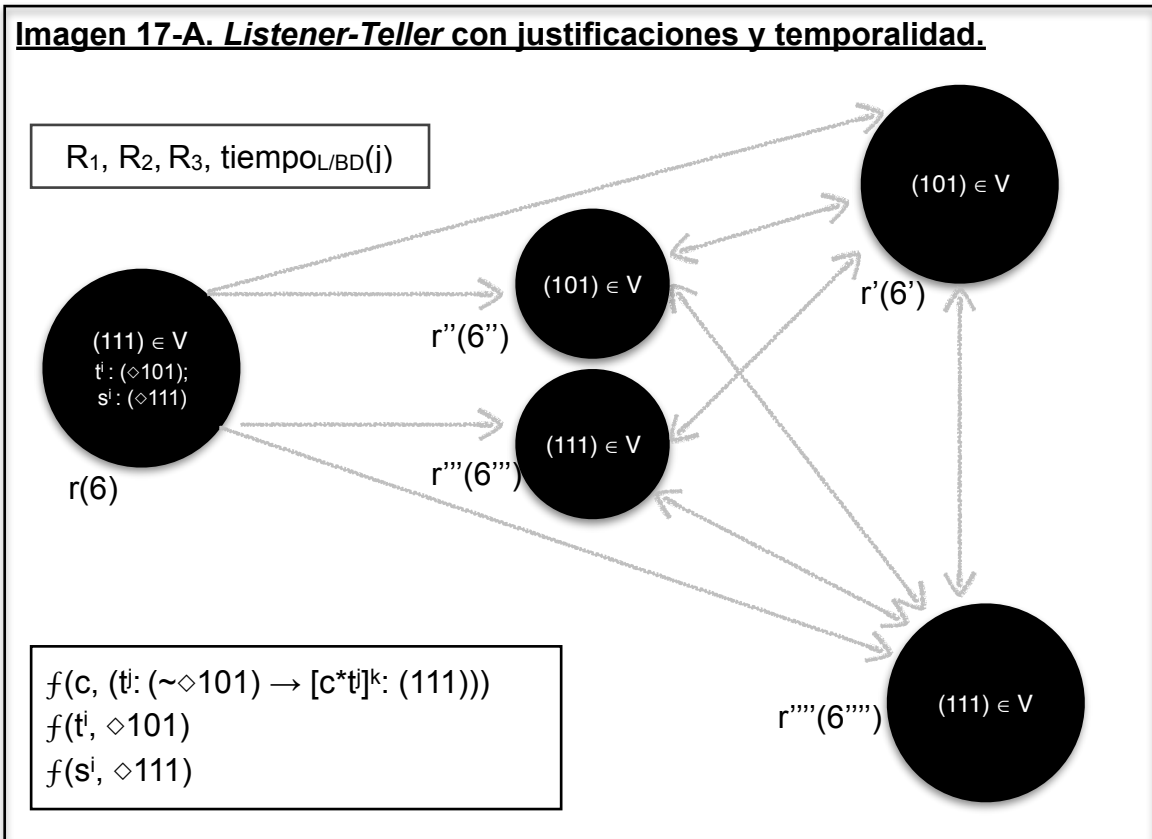 Imagen 17-A. Listener-Teller con justificaciones y temporalidad.
R₁, R₂, R₃, tiempo_L/BD(j)
(101) ∈ V
r'(6')
(101) ∈ V
r''(6'')
(111) ∈ V
tⁱ : (◇101);
sⁱ : (◇111)
r(6)
(111) ∈ V
r'''(6''')
(111) ∈ V
r''''(6'''')
ƒ(c, (tʲ: (~◇101) → [c*tʲ]ᵏ: (111)))
ƒ(tⁱ, ◇101)
ƒ(sⁱ, ◇111)